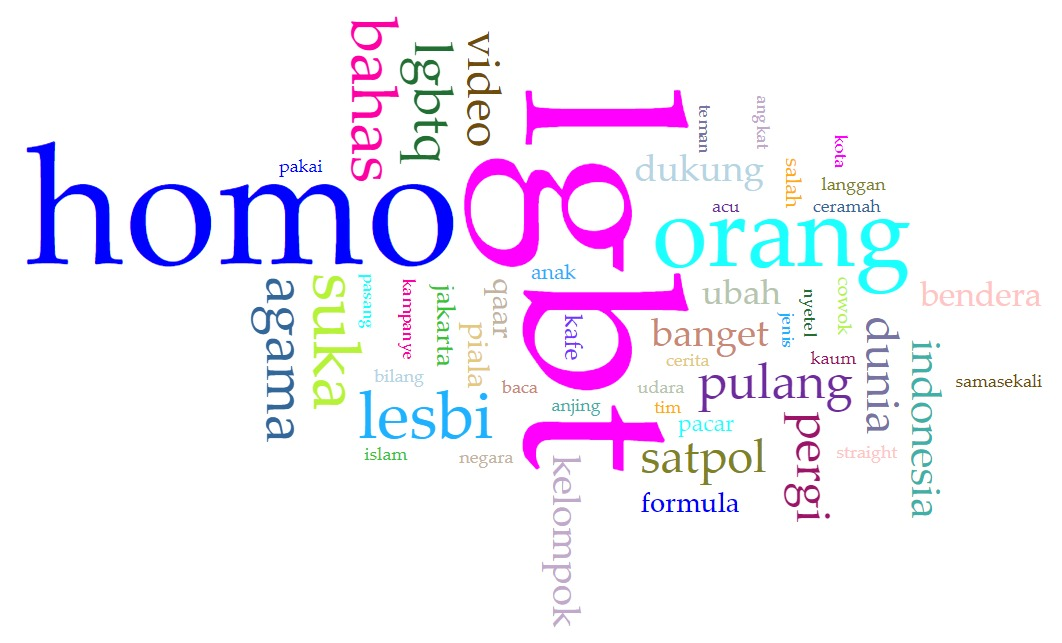 bahas
lgbtq
video
lgbt
teman
angkat
kota
homo
pakai
dukung
salah
langgan
acu
ceramah
orang
agama
suka
pasang
kampanye
jakarta
qaar
anak
ubah
nyetel
cowok
bendera
piala
kafe
banget
jenis
dunia
indonesia
bilang
baca
cerita
kaum
samasekali
lesbi
anjing
udara
tim
pulang
pacar
pergi
straight
islam
negara
satpol
kelompok
formula